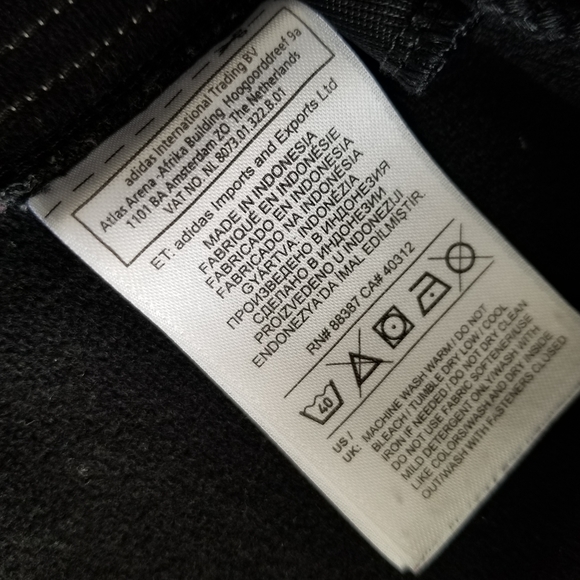 adidas International Trading BV
Atlas Arena -Afrika Building Hoogoorddreef 9a
1101 BA Amsterdam ZO The Netherlands
VAT NO. NL 8073.01.322.B.01
ET: adidas Imports and Exports Ltd
MADE IN INDONESIA
FABRIQUÉ EN INDONÉSIE
FABRICADO EN INDONESIA
FABRICADO NA INDONÉSIA
GYÁRTVA: INDONÉZIA
ПРОИЗВЕДЕНО В ИНДОНЕЗИЯ
СДЕЛАНО В ИНДОНЕЗИИ
PROIZVEDENO U INDONEZIJI
ENDONEZYA'DA İMAL EDİLMİŞTİR.
RN# 88387 CA# 40312
40
US /
UK: MACHINE WASH WARM / DO NOT
BLEACH / TUMBLE DRY LOW / COOL
IRON IF NEEDED / DO NOT DRY CLEAN
DO NOT USE FABRIC SOFTENER/USE
MILD DETERGENT ONLY/WASH WITH
LIKE COLORS/WASH AND DRY INSIDE
OUT/WASH WITH FASTENERS CLOSED